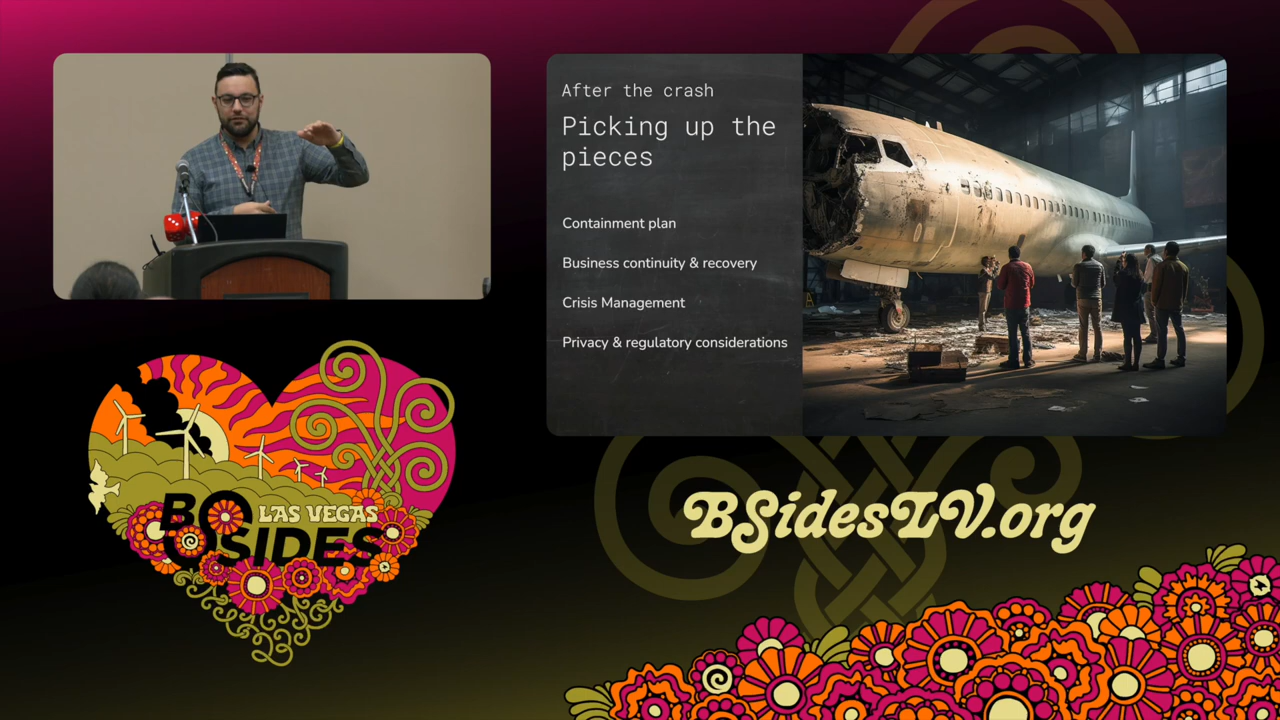 After the crash
Picking up the
pieces
Containment plan
Business continuity & recovery
Crisis Management
Privacy & regulatory considerations
LAS VEGAS
BSIDES
BSidesLV.org